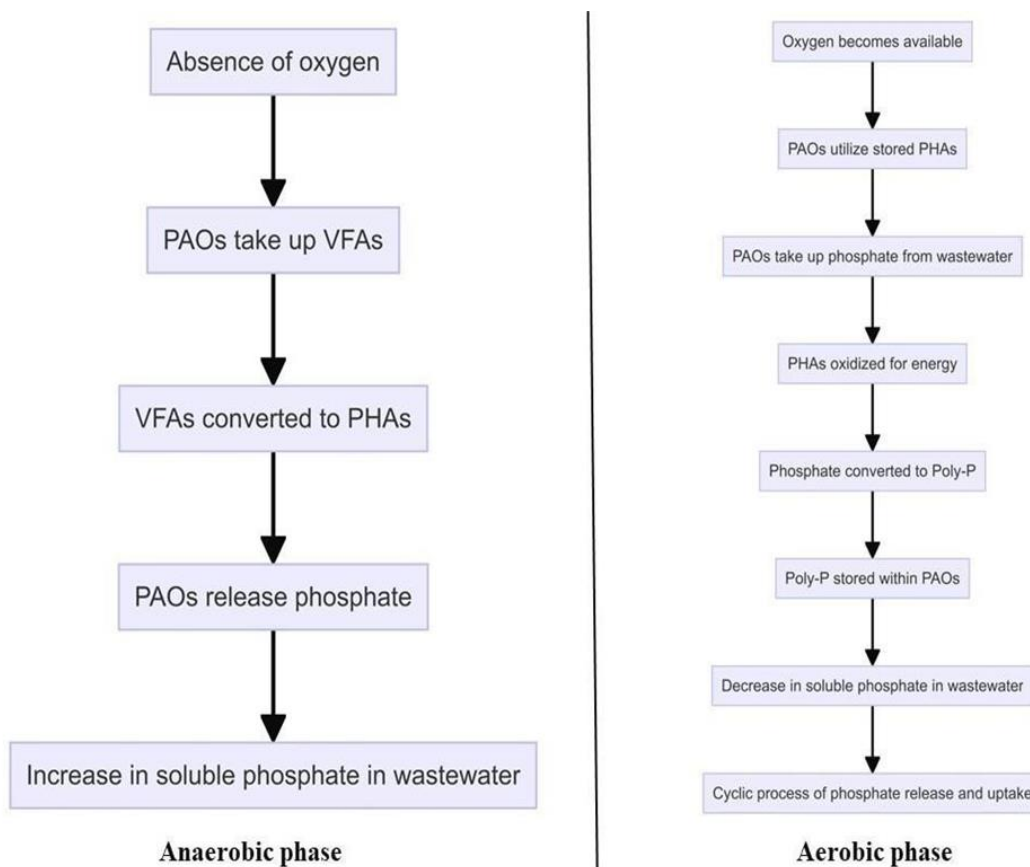 Absence of oxygen
PAOs take up VFAs
VFAs converted to PHAs
PAOs release phosphate
Increase in soluble phosphate in wastewater
Anaerobic phase
Oxygen becomes available
PAOs utilize stored PHAs
PAOs take up phosphate from wastewater
PHAs oxidized for energy
Phosphate converted to Poly-P
Poly-P stored within PAOs
Decrease in soluble phosphate in wastewater
Cyclic process of phosphate release and uptake
Aerobic phase